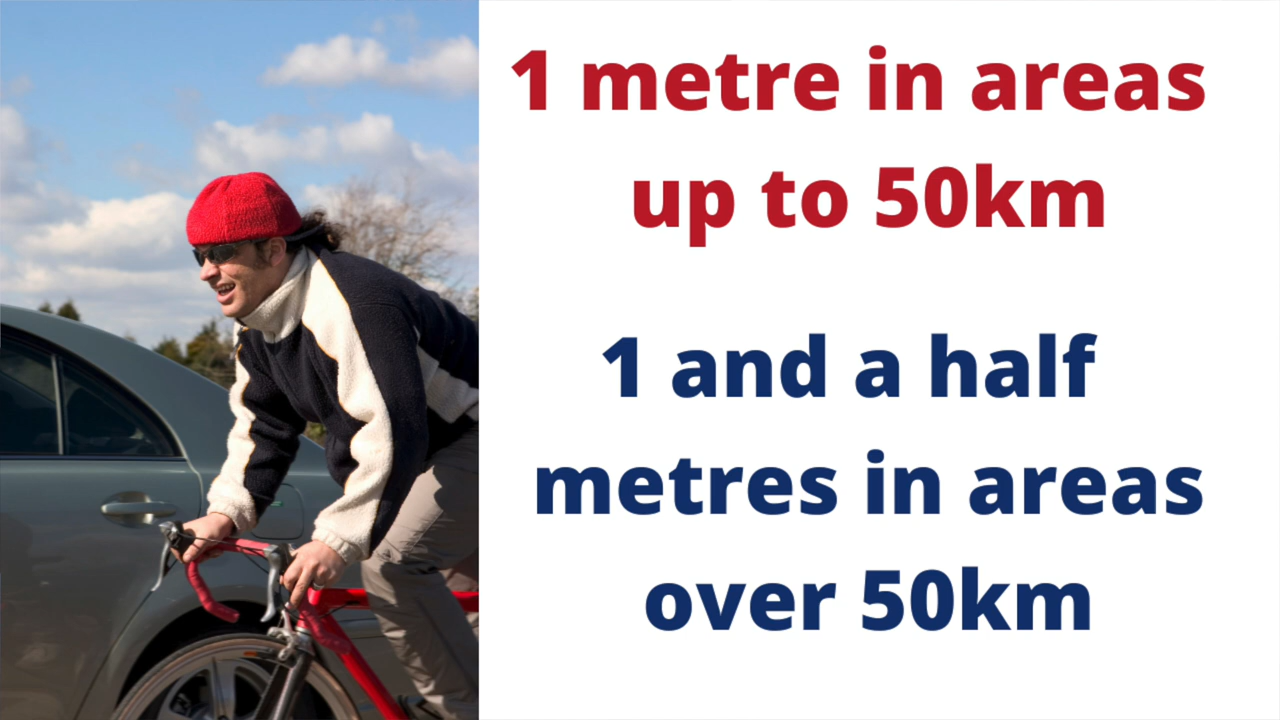 1 metre in areas
up to 50km
1 and a half
metres in areas
over 50km